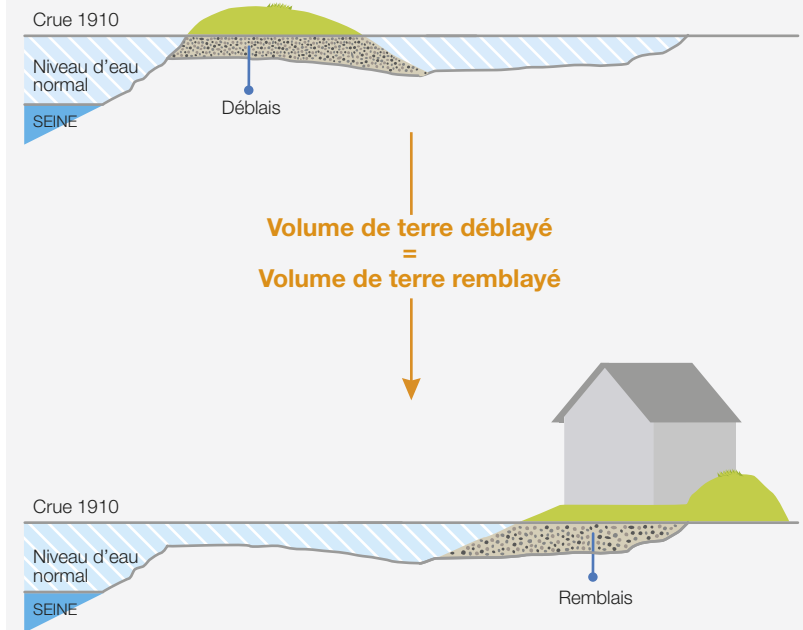 Crue 1910
Niveau d'eau
normal
SEINE
Déblais
Volume de terre déblayé
=
Volume de terre remblayé
Crue 1910
Niveau d'eau
normal
SEINE
Remblais